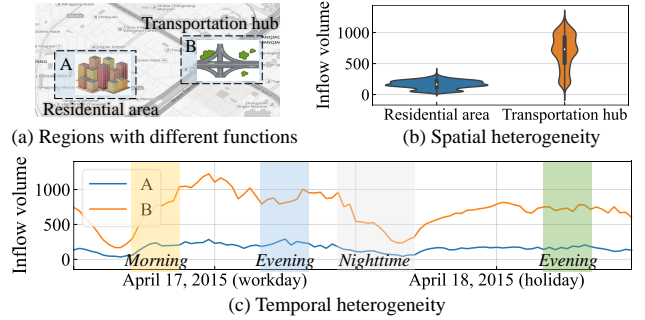 Transportation hub
A
B
Residential area
(a) Regions with different functions
Inflow volume
1000
500
0
Residential area
Transportation hub
(b) Spatial heterogeneity
Inflow volume
1000
500
0
A
B
Morning
Evening
Nighttime
Evening
April 17, 2015 (workday)
April 18, 2015 (holiday)
(c) Temporal heterogeneity